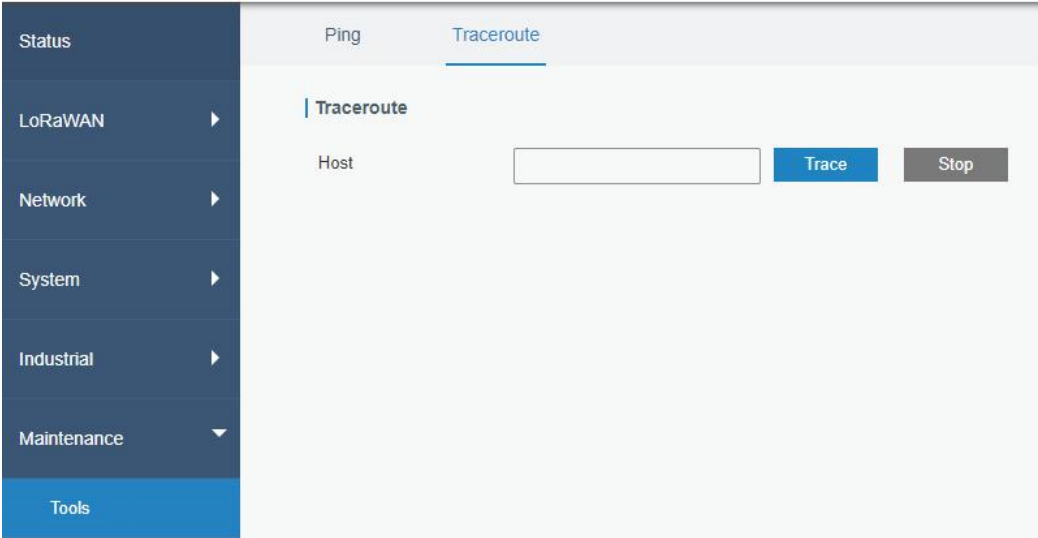 Status
LoRaWAN
Network
System
Industrial
Maintenance
Tools
Ping Traceroute
Traceroute
Host Trace Stop